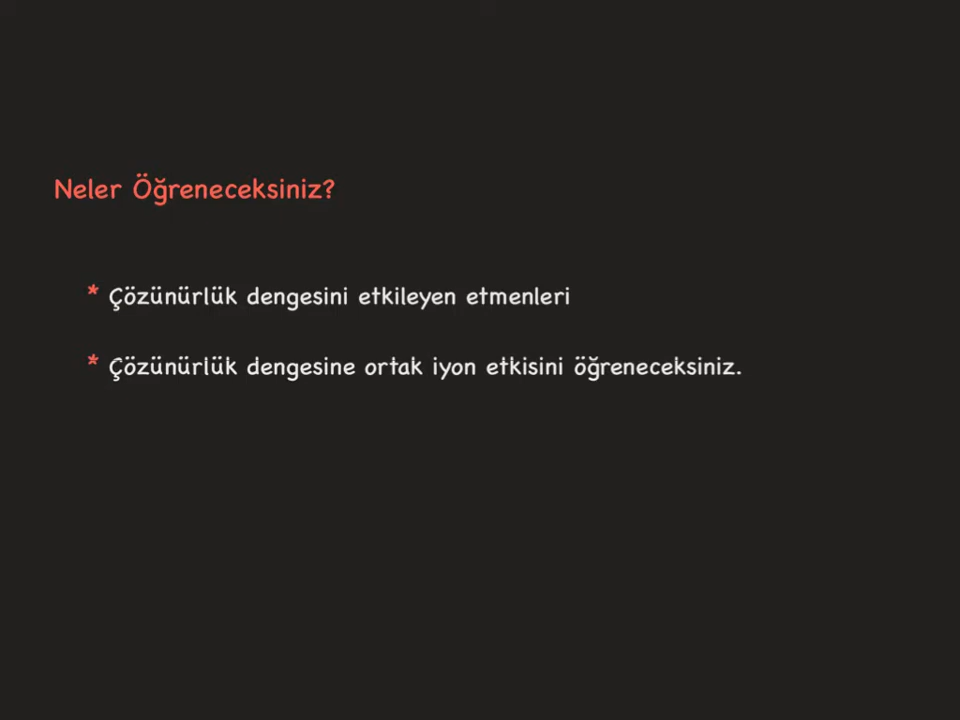 Neler Öğreneceksiniz?
* Çözünürlük dengesini etkileyen etmenleri
* Çözünürlük dengesine ortak iyon etkisini öğreneceksiniz.